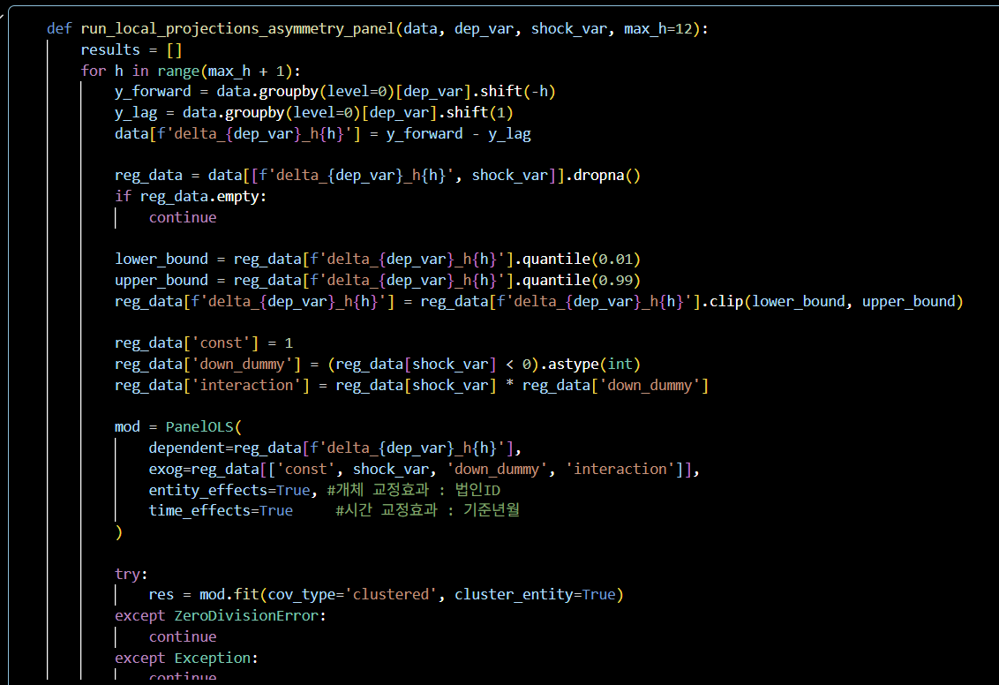 def run_local_projections_asymmetry_panel(data, dep_var, shock_var, max_h=12):
    results = []
    for h in range(max_h + 1):
        y_forward = data.groupby(level=0)[dep_var].shift(-h)
        y_lag = data.groupby(level=0)[dep_var].shift(1)
        data[f'delta_{dep_var}_h{h}'] = y_forward - y_lag

        reg_data = data[[f'delta_{dep_var}_h{h}', shock_var]].dropna()
        if reg_data.empty:
            continue

        lower_bound = reg_data[f'delta_{dep_var}_h{h}'].quantile(0.01)
        upper_bound = reg_data[f'delta_{dep_var}_h{h}'].quantile(0.99)
        reg_data[f'delta_{dep_var}_h{h}'] = reg_data[f'delta_{dep_var}_h{h}'].clip(lower_bound, upper_bound)

        reg_data['const'] = 1
        reg_data['down_dummy'] = (reg_data[shock_var] < 0).astype(int)
        reg_data['interaction'] = reg_data[shock_var] * reg_data['down_dummy']

        mod = PanelOLS(
            dependent=reg_data[f'delta_{dep_var}_h{h}'],
            exog=reg_data[['const', shock_var, 'down_dummy', 'interaction']],
            entity_effects=True, #개체 교정효과 : 법인ID
            time_effects=True     #시간 교정효과 : 기준년월
        )

        try:
            res = mod.fit(cov_type='clustered', cluster_entity=True)
        except ZeroDivisionError:
            continue
        except Exception:
            continue